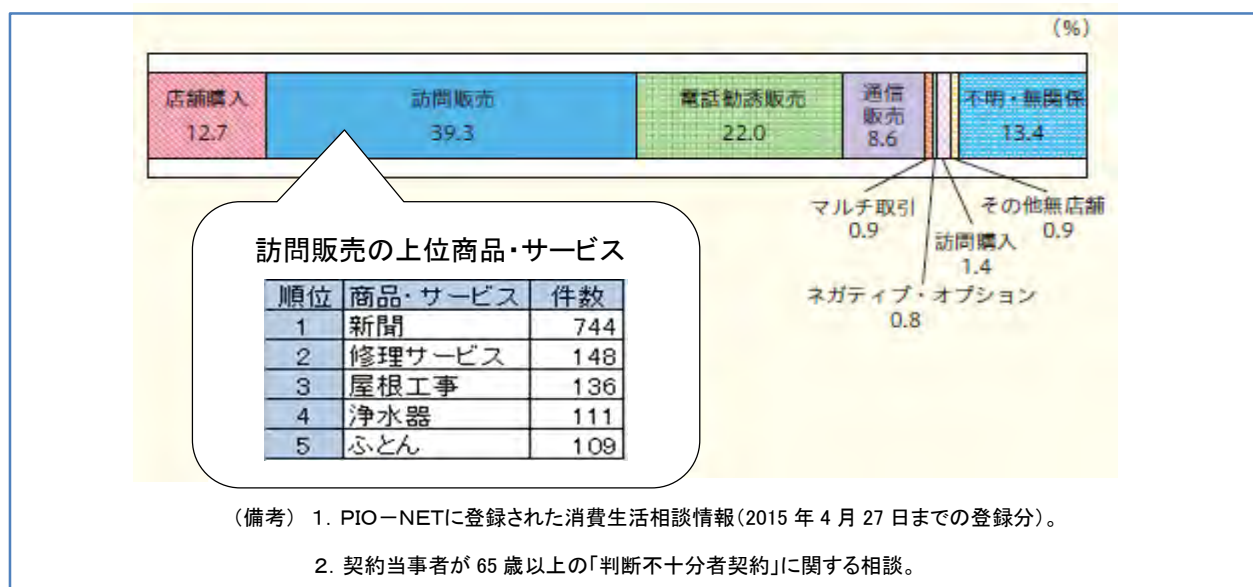 (%)
店舗購入 訪問販売 電話勧誘販売 通信販売 不明・無関係
12.7 39.3 22.0 8.6 13.4
マルチ取引 その他無店舗
0.9 訪問購入 0.9
1.4
ネガティブ・オプション
0.8
訪問販売の上位商品・サービス
順位 商品・サービス 件数
1 新聞 744
2 修理サービス 148
3 屋根工事 136
4 浄水器 111
5 ふとん 109
(備考) 1. PIO－NETに登録された消費生活相談情報(2015 年 4 月 27 日までの登録分)。
2. 契約当事者が 65 歳以上の「判断不十分者契約」に関する相談。